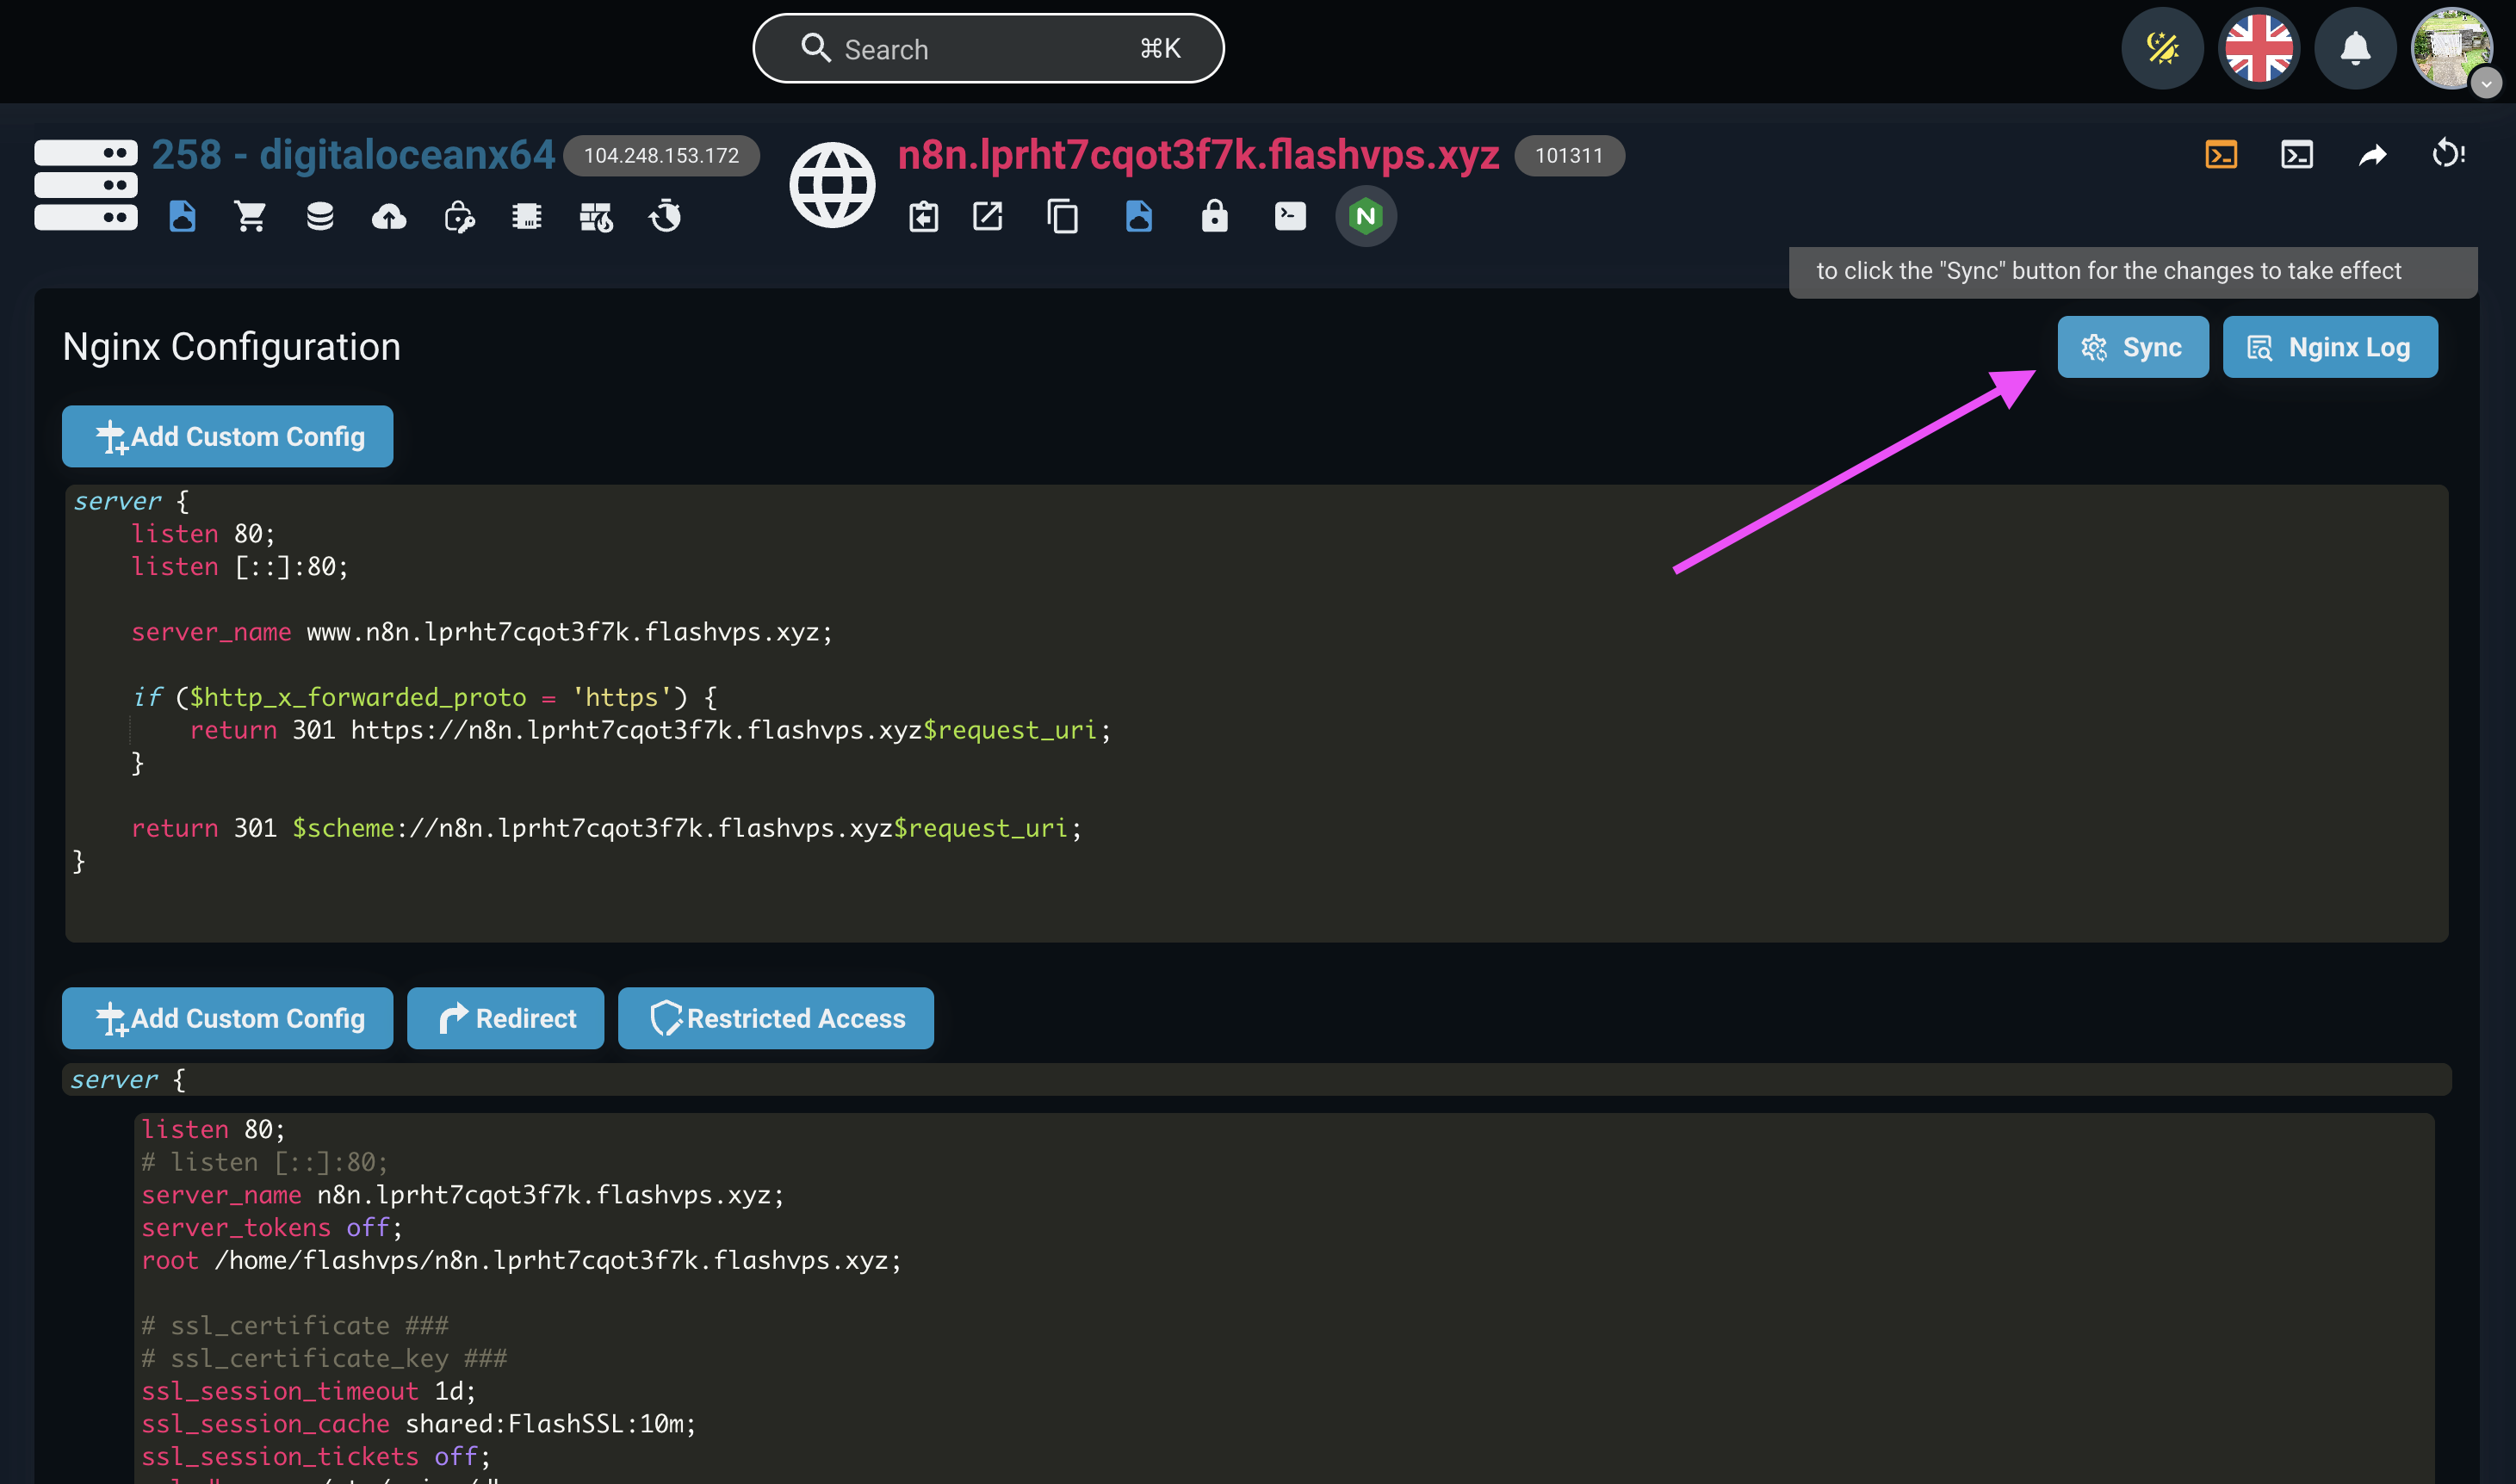 Search ⌘K
258 - digitaloceanx64 104.248.153.172
n8n.lprht7cqot3f7k.flashvps.xyz 101311
to click the "Sync" button for the changes to take effect
Nginx Configuration
Sync
Nginx Log
Add Custom Config
server {
    listen 80;
    listen [::]:80;
    server_name www.n8n.lprht7cqot3f7k.flashvps.xyz;
    if ($http_x_forwarded_proto = 'https') {
        return 301 https://n8n.lprht7cqot3f7k.flashvps.xyz$request_uri;
    }
    return 301 $scheme://n8n.lprht7cqot3f7k.flashvps.xyz$request_uri;
}
Add Custom Config
Redirect
Restricted Access
server {
listen 80;
# listen [::]:80;
server_name n8n.lprht7cqot3f7k.flashvps.xyz;
server_tokens off;
root /home/flashvps/n8n.lprht7cqot3f7k.flashvps.xyz;
# ssl_certificate ###
# ssl_certificate_key ###
ssl_session_timeout 1d;
ssl_session_cache shared:FlashSSL:10m;
ssl_session_tickets off;